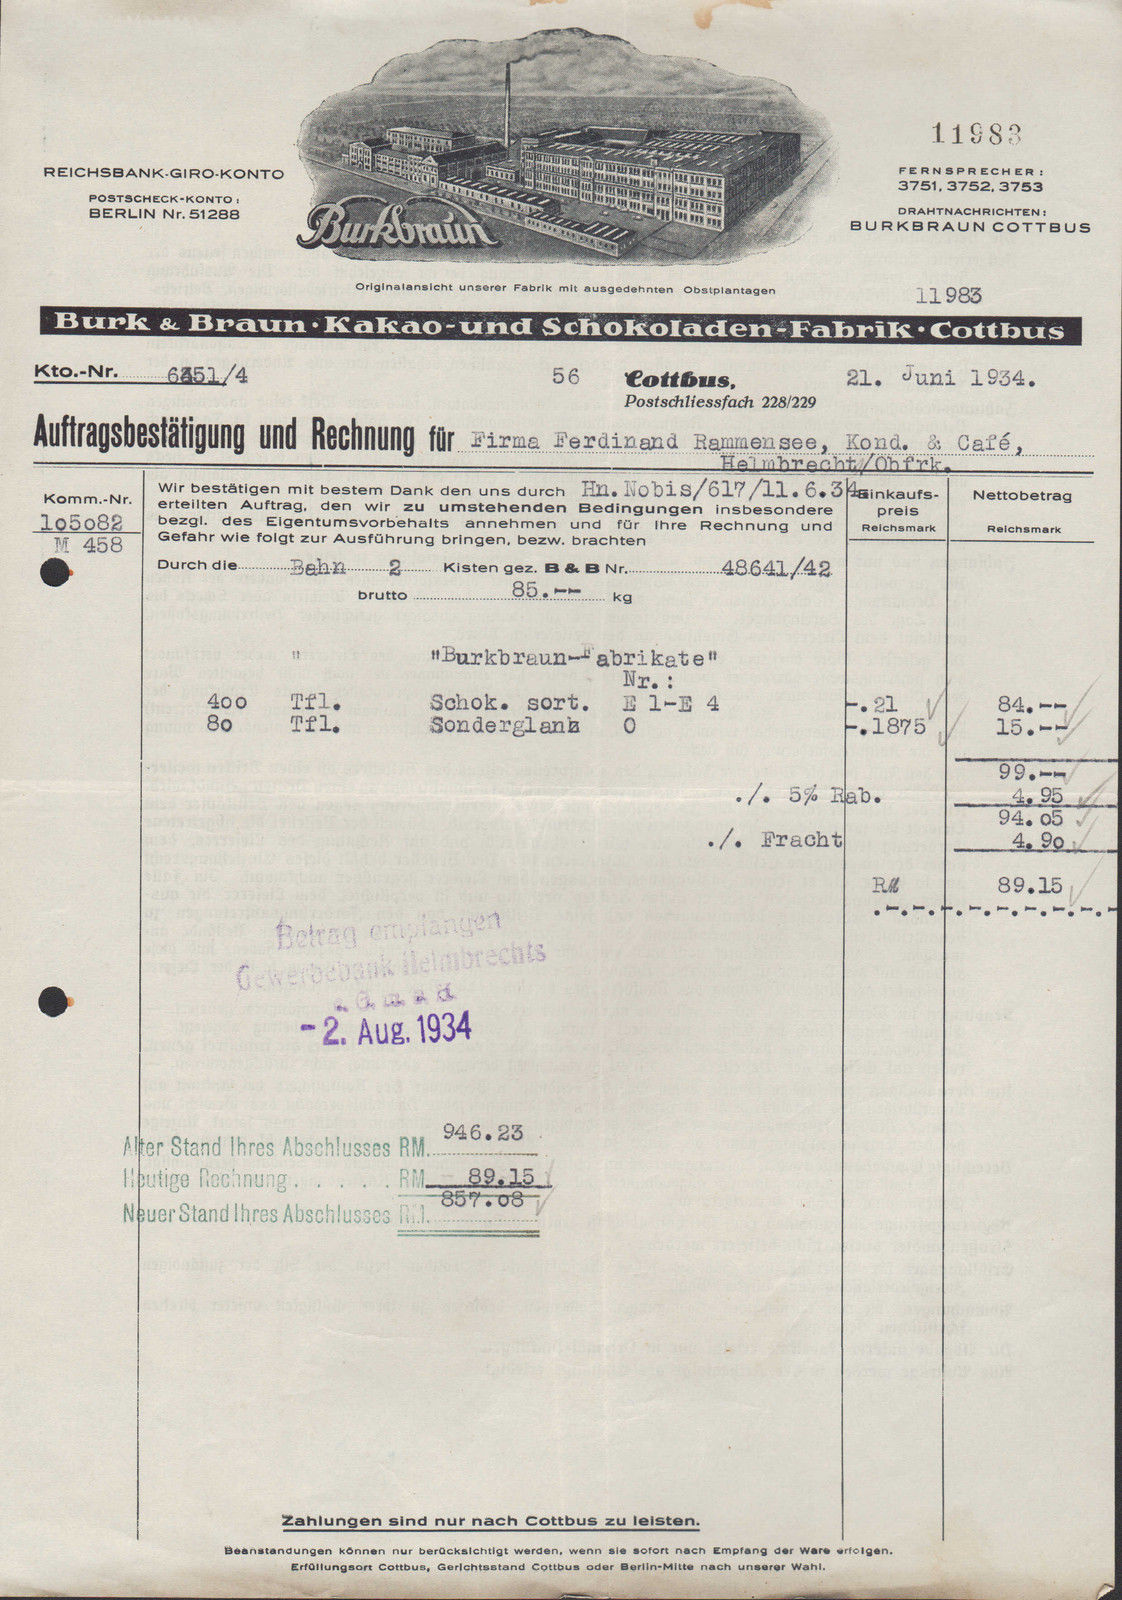 11983
REICHSBANK-GIRO-KONTO
POSTSCHECK-KONTO:
BERLIN Nr. 51288
FERNSPRECHER:
3751, 3752, 3753
DRAHTNACHRICHTEN:
BURKBRAUN COTTBUS
Burkbraun
Originalansicht unserer Fabrik mit ausgedehnten Obstplantagen
11983
Burk & Braun · Kakao- und Schokoladen-Fabrik · Cottbus
Kto.-Nr. 51/4 56 Cottbus, 21. Juni 1934.
Postschliessfach 228/229
Auftragsbestätigung und Rechnung für Firma Ferdinand Rammensee, Kond. & Café,
Helmbrecht/Obfrk.
Komm.-Nr.
1o5o82
M 458
Wir bestätigen mit bestem Dank den uns durch Hn.Nobis/617/11.6.34
erteilten Auftrag, den wir zu umstehenden Bedingungen insbesondere
bezgl. des Eigentumsvorbehalts annehmen und für Ihre Rechnung und
Gefahr wie folgt zur Ausführung bringen, bezw. brachten
Einkaufs-
preis
Reichsmark
Nettobetrag
Reichsmark
Durch die Bahn 2 Kisten gez. B & B Nr. 48641/42
brutto 85.-- kg
" "Burkbraun-Fabrikate"
Nr.:
4oo Tfl. Schok. sort. E 1-E 4 -.21 84.--
8o Tfl. Sonderglanz O -.1875 15.--
99.--
./. 5% Rab. 4.95
94.o5
./. Fracht 4.9o
RM 89.15
Betrag empfangen
Gewerbebank Helmbrechts
-2. Aug. 1934
Alter Stand Ihres Abschlusses RM. 946.23
Heutige Rechnung . . . . . RM 89.15
Neuer Stand Ihres Abschlusses RM. 857.o8
Zahlungen sind nur nach Cottbus zu leisten.
Beanstandungen können nur berücksichtigt werden, wenn sie sofort nach Empfang der Ware erfolgen.
Erfüllungsort Cottbus, Gerichtsstand Cottbus oder Berlin-Mitte nach unserer Wahl.